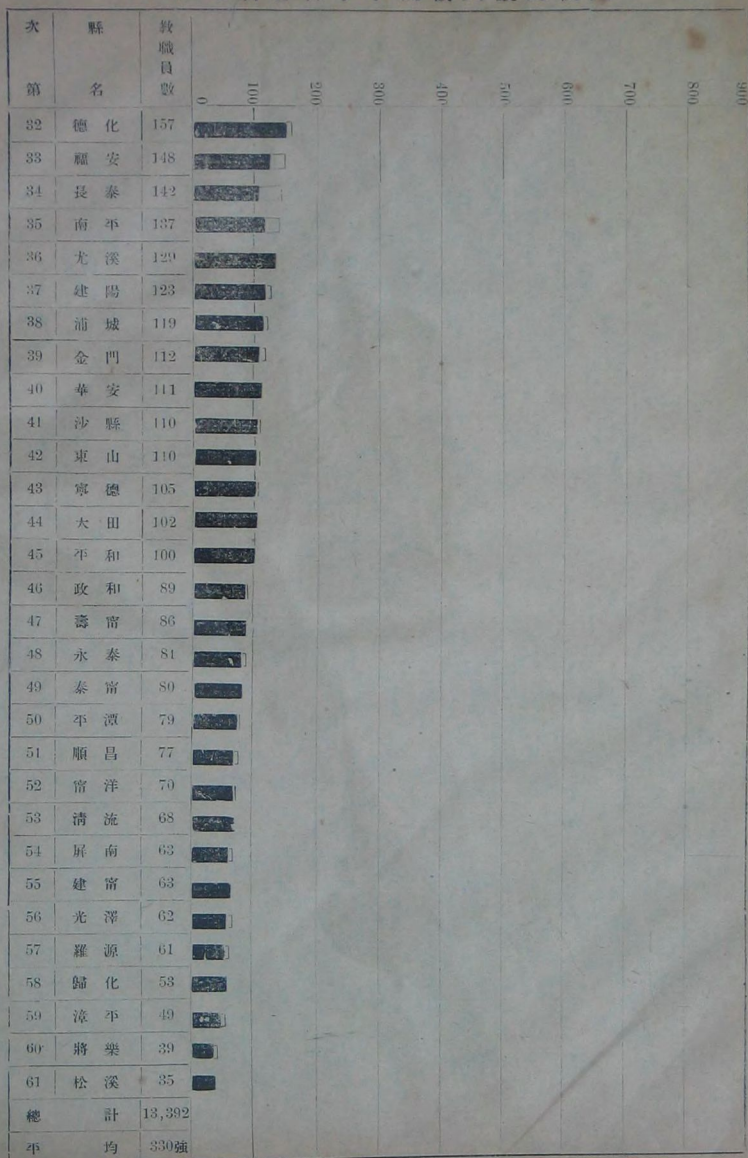 次第 縣名 教職員數 0 100 200 300 400 500 600 700 800 900
32 德化 157
33 福安 148
34 長泰 142
35 南平 137
36 尤溪 129
37 建陽 123
38 浦城 119
39 金門 112
40 華安 111
41 沙縣 110
42 東山 110
43 寧德 105
44 大田 102
45 平和 100
46 政和 89
47 壽甯 86
48 永泰 81
49 泰甯 80
50 平潭 79
51 順昌 77
52 甯洋 70
53 清流 68
54 屏南 63
55 建甯 63
56 光澤 62
57 羅源 61
58 歸化 53
59 漳平 49
60 將樂 39
61 松溪 35
總計 13,392
平均 330強